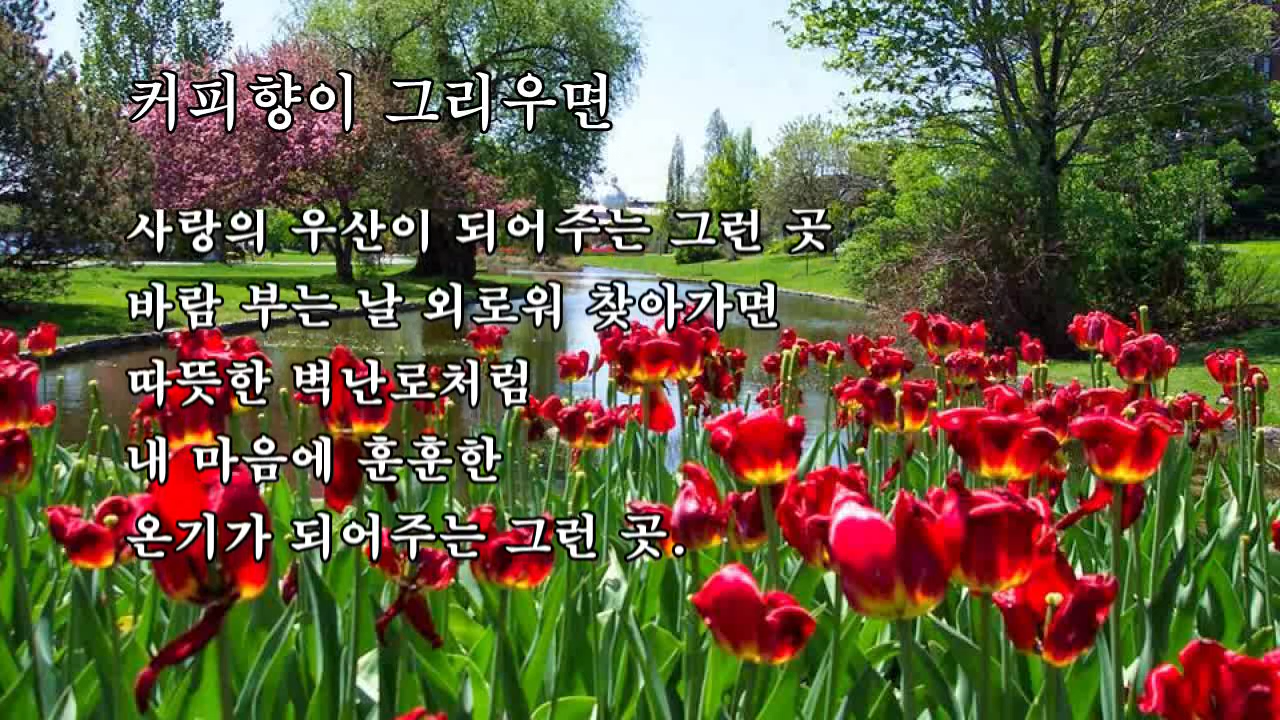 커피향이 그리우면
사랑의 우산이 되어주는 그런 곳
바람 부는 날 외로워 찾아가면
따뜻한 벽난로처럼
내 마음에 훈훈한
온기가 되어주는 그런 곳.